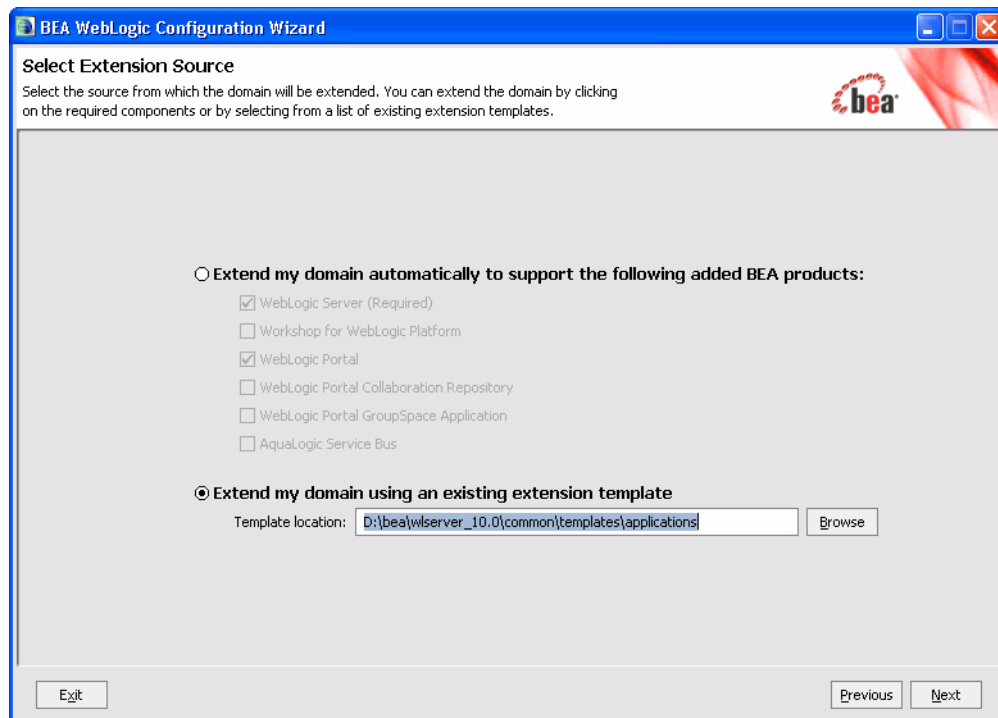 BEA WebLogic Configuration Wizard
Select Extension Source
Select the source from which the domain will be extended. You can extend the domain by clicking
on the required components or by selecting from a list of existing extension templates.
bea
Extend my domain automatically to support the following added BEA products:
WebLogic Server (Required)
Workshop for WebLogic Platform
WebLogic Portal
WebLogic Portal Collaboration Repository
WebLogic Portal GroupSpace Application
AquaLogic Service Bus
Extend my domain using an existing extension template
Template location: D:\bea\wlserver_10.0\common\templates\applications Browse
Exit Previous Next